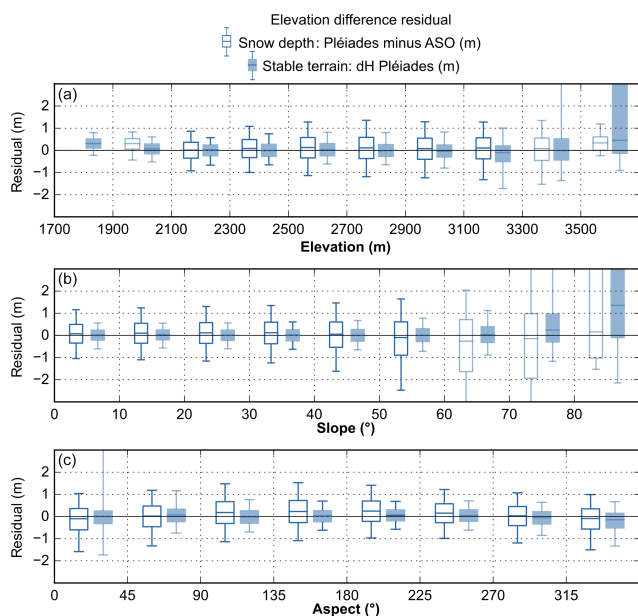 Elevation difference residual
Snow depth: Pléiades minus ASO (m)
Stable terrain: dH Pléiades (m)
(a)
Residual (m)
2
1
0
−1
−2
1700 1900 2100 2300 2500 2700 2900 3100 3300 3500
Elevation (m)
(b)
Residual (m)
2
1
0
−1
−2
0 10 20 30 40 50 60 70 80
Slope (°)
(c)
Residual (m)
2
1
0
−1
−2
0 45 90 135 180 225 270 315
Aspect (°)